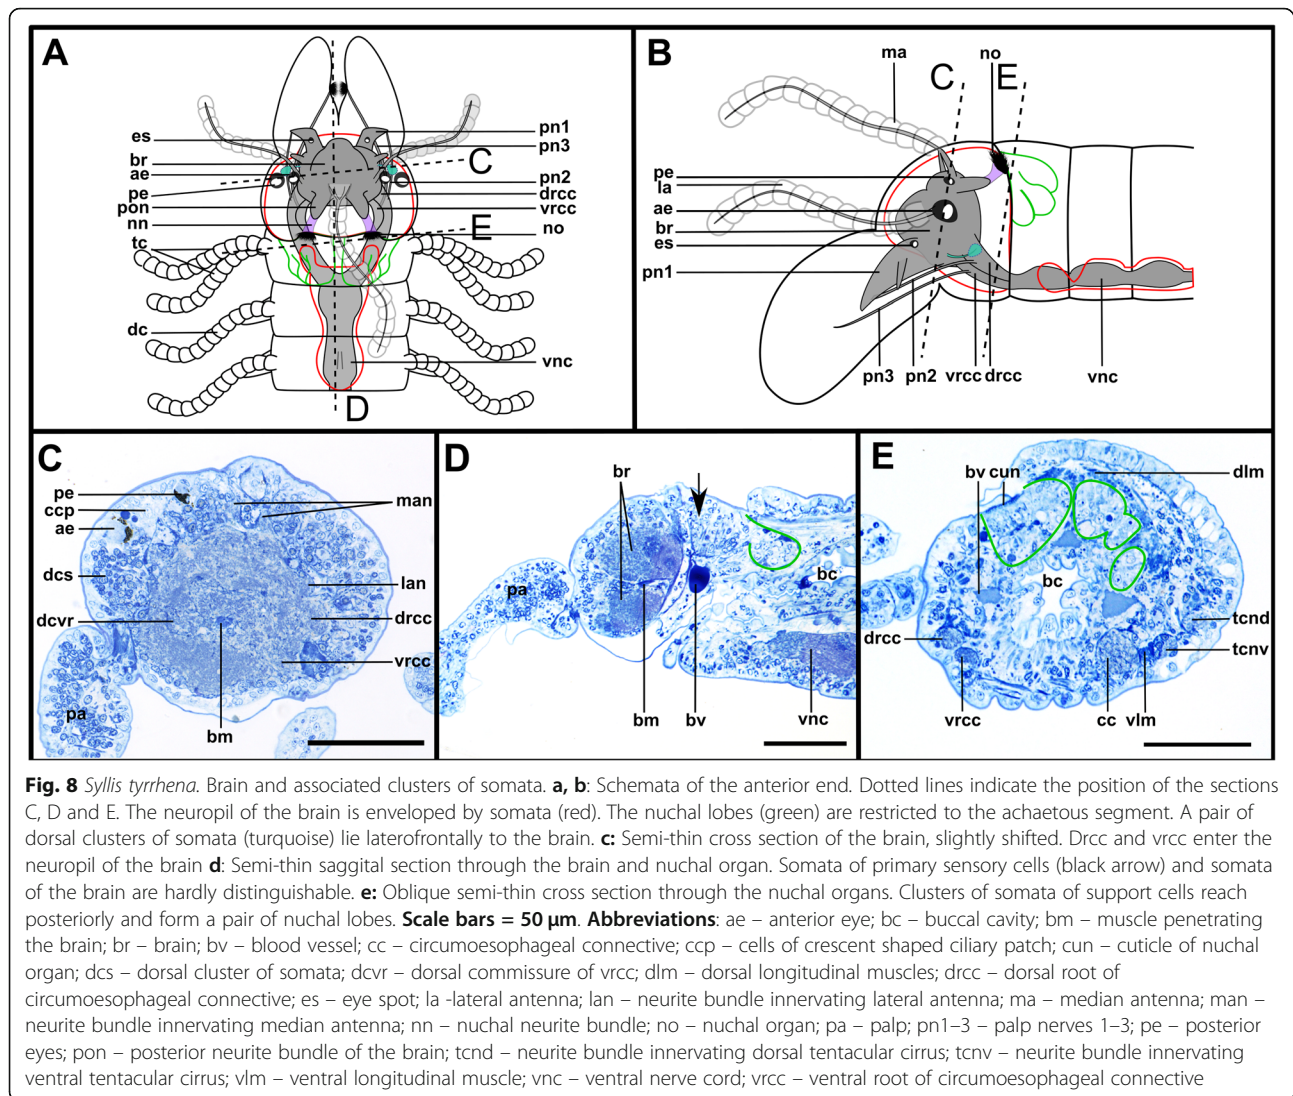 A
es
br
ae
pe
pon
nn
tc
dc
pn1
pn3
C
pn2
drcc
vrcc
E
no
vnc
D
B
ma
C
no
E
pe
la
ae
br
es
pn1
pn3 pn2 vrcc drcc
vnc
C
pe
ccp
ae
dcs
dcvr
pa
bm
man
lan
drcc
vrcc
D
br
pa
bc
bm
bv
vnc
E
bv cun
dlm
bc
drcc
tcnd
tcnv
vrcc
cc vlm
Fig. 8 Syllis tyrrhena. Brain and associated clusters of somata. a, b: Schemata of the anterior end. Dotted lines indicate the position of the sections
C, D and E. The neuropil of the brain is enveloped by somata (red). The nuchal lobes (green) are restricted to the achaetous segment. A pair of
dorsal clusters of somata (turquoise) lie laterofrontally to the brain. c: Semi-thin cross section of the brain, slightly shifted. Drcc and vrcc enter the
neuropil of the brain d: Semi-thin saggital section through the brain and nuchal organ. Somata of primary sensory cells (black arrow) and somata
of the brain are hardly distinguishable. e: Oblique semi-thin cross section through the nuchal organs. Clusters of somata of support cells reach
posteriorly and form a pair of nuchal lobes. Scale bars = 50 µm. Abbreviations: ae – anterior eye; bc – buccal cavity; bm – muscle penetrating
the brain; br – brain; bv – blood vessel; cc – circumoesophageal connective; ccp – cells of crescent shaped ciliary patch; cun – cuticle of nuchal
organ; dcs – dorsal cluster of somata; dcvr – dorsal commissure of vrcc; dlm – dorsal longitudinal muscles; drcc – dorsal root of
circumoesophageal connective; es – eye spot; la -lateral antenna; lan – neurite bundle innervating lateral antenna; ma – median antenna; man –
neurite bundle innervating median antenna; nn – nuchal neurite bundle; no – nuchal organ; pa – palp; pn1–3 – palp nerves 1–3; pe – posterior
eyes; pon – posterior neurite bundle of the brain; tcnd – neurite bundle innervating dorsal tentacular cirrus; tcnv – neurite bundle innervating
ventral tentacular cirrus; vlm – ventral longitudinal muscle; vnc – ventral nerve cord; vrcc – ventral root of circumoesophageal connective